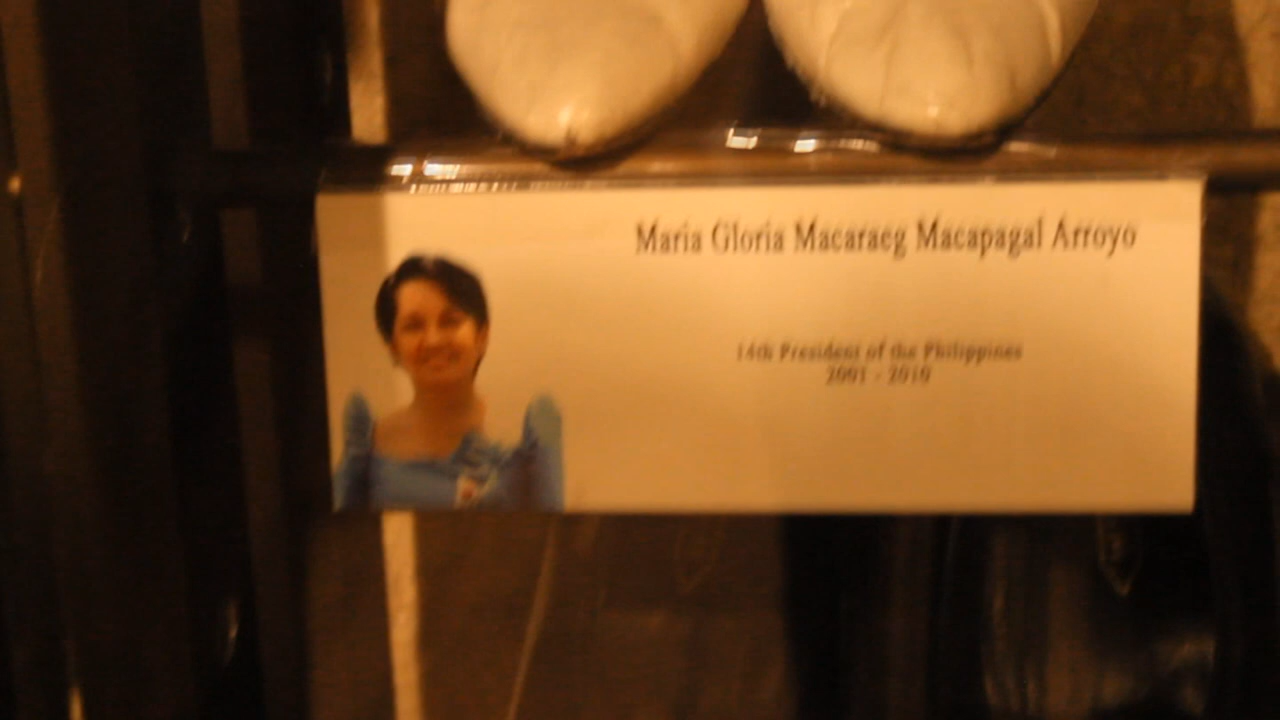 Maria Gloria Macaraeg Macapagal Arroyo
14th President of the Philippines
2001 - 2010